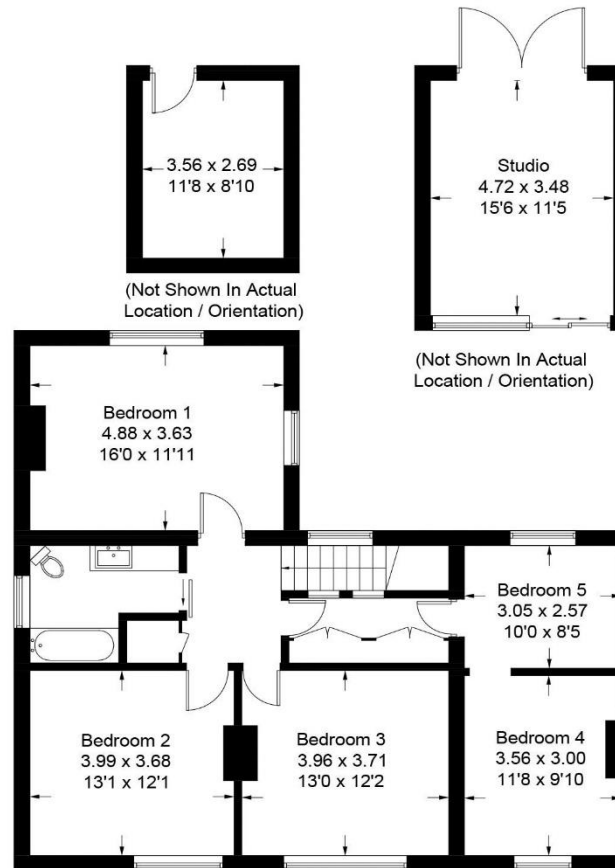 3.56 x 2.69
11'8 x 8'10
(Not Shown In Actual
Location / Orientation)
Studio
4.72 x 3.48
15'6 x 11'5
(Not Shown In Actual
Location / Orientation)
Bedroom 1
4.88 x 3.63
16'0 x 11'11
Bedroom 5
3.05 x 2.57
10'0 x 8'5
Bedroom 2
3.99 x 3.68
13'1 x 12'1
Bedroom 3
3.96 x 3.71
13'0 x 12'2
Bedroom 4
3.56 x 3.00
11'8 x 9'10